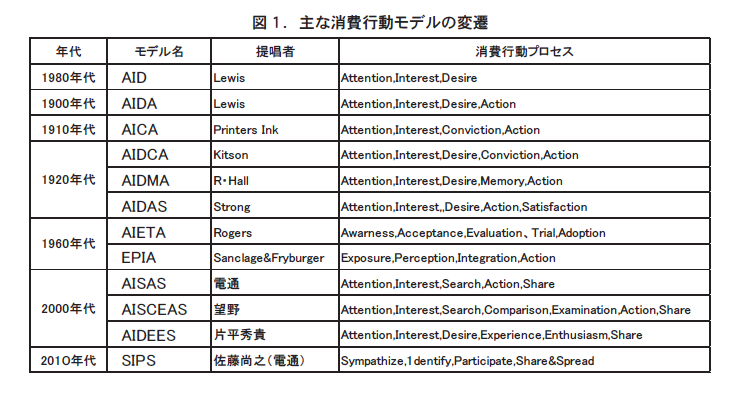 図1．主な消費行動モデルの変遷
年代 モデル名 提唱者 消費行動プロセス
1980年代 AID Lewis Attention,Interest,Desire
1900年代 AIDA Lewis Attention,Interest,Desire,Action
1910年代 AICA Printers Ink Attention,Interest,Conviction,Action
1920年代 AIDCA Kitson Attention,Interest,Desire,Conviction,Action
AIDMA R・Hall Attention,Interest,Desire,Memory,Action
AIDAS Strong Attention,Interest,,Desire,Action,Satisfaction
1960年代 AIETA Rogers Awarness,Acceptance,Evaluation、Trial,Adoption
EPIA Sanclage&Fryburger Exposure,Perception,Integration,Action
2000年代 AISAS 電通 Attention,Interest,Search,Action,Share
AISCEAS 望野 Attention,Interest,Search,Comparison,Examination,Action,Share
AIDEES 片平秀貴 Attention,Interest,Desire,Experience,Enthusiasm,Share
2010年代 SIPS 佐藤尚之（電通） Sympathize,1dentify,Participate,Share&Spread